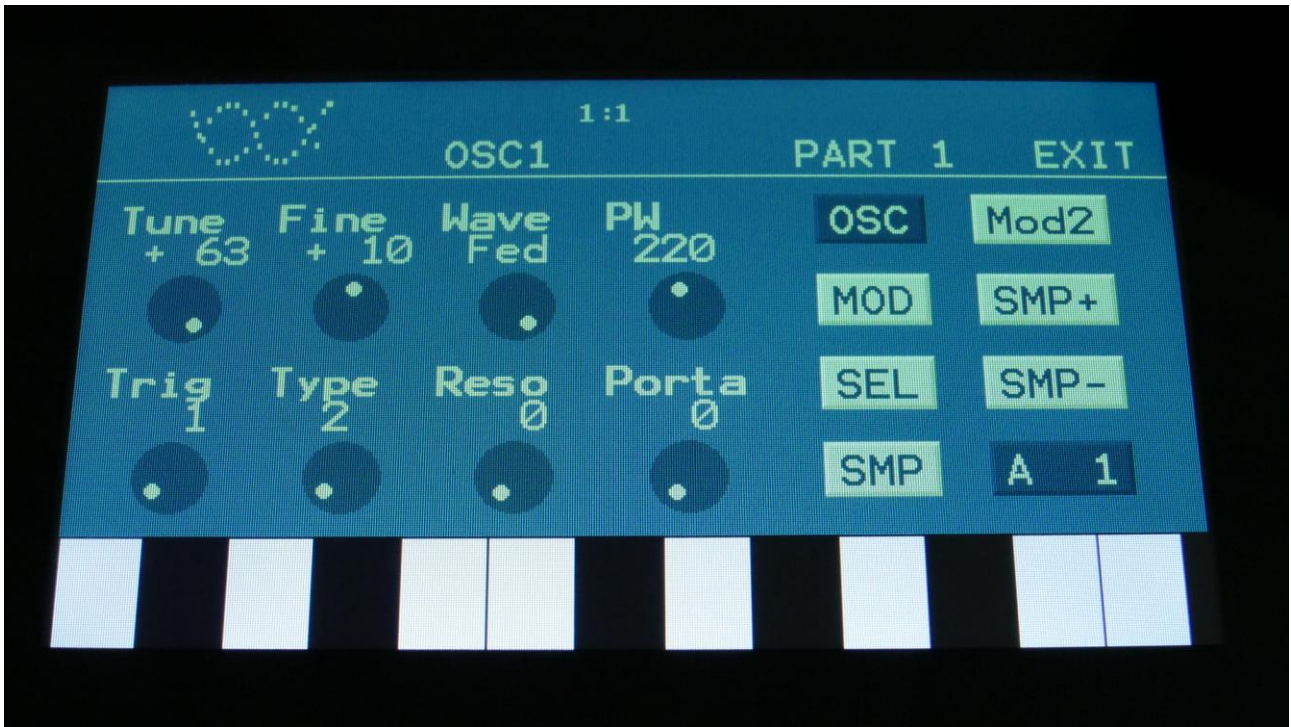 1:1
OSC1 PART 1 EXIT
Tune Fine Wave PW OSC Mod2
+ 63 + 10 Fed 220
MOD SMP+
Trig Type Reso Porta SEL SMP-
1 2 0 0
SMP A 1